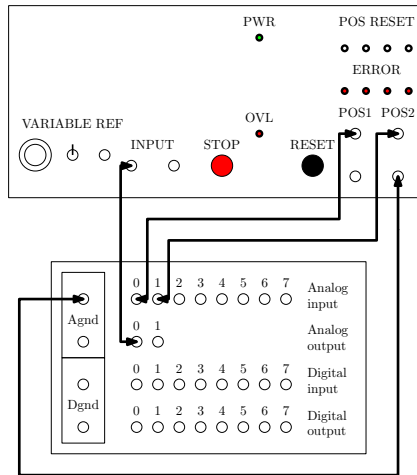 PWR POS RESET
ERROR
OVL POS1 POS2
VARIABLE REF INPUT STOP RESET
0 1 2 3 4 5 6 7 Analog input
Agnd
0 1 Analog output
0 1 2 3 4 5 6 7 Digital input
Dgnd
0 1 2 3 4 5 6 7 Digital output